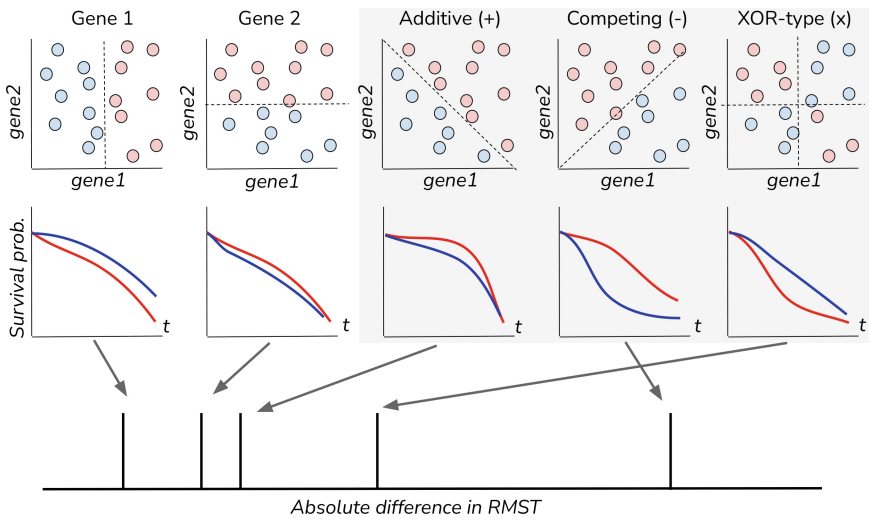 Gene 1
Gene 2
Additive (+)
Competing (-)
XOR-type (x)
gene2
gene2
gene2
gene2
gene2
gene1
gene1
gene1
gene1
gene1
Survival prob.
t
t
t
t
t
Absolute difference in RMST